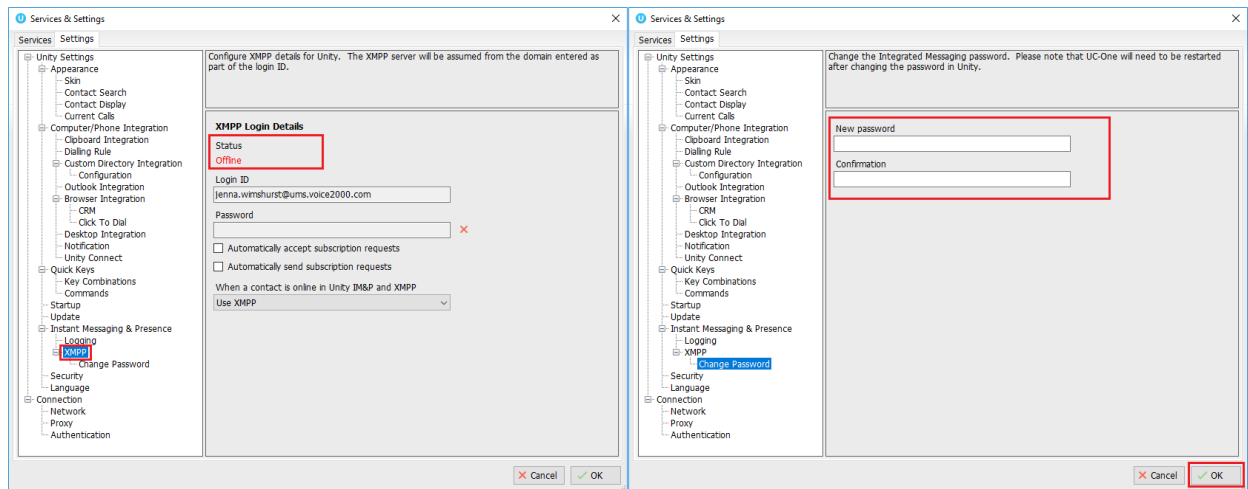 Services & Settings
Services Settings
Unity Settings
Appearance
Skin
Contact Search
Contact Display
Current Calls
Computer/Phone Integration
Clipboard Integration
Dialing Rule
Custom Directory Integration
Configuration
Outlook Integration
Browser Integration
CRM
Click To Dial
Desktop Integration
Notification
Unity Connect
Quick Keys
Key Combinations
Commands
Startup
Update
Instant Messaging & Presence
Logging
XMPP
Change Password
Security
Language
Connection
Network
Proxy
Authentication
Configure XMPP details for Unity. The XMPP server will be assumed from the domain entered as
part of the login ID.
XMPP Login Details
Status
Offline
Login ID
jenna.wimshurst@ums.voice2000.com
Password
Automatically accept subscription requests
Automatically send subscription requests
When a contact is online in Unity IM&P and XMPP
Use XMPP
Cancel
OK
Services & Settings
Services Settings
Unity Settings
Appearance
Skin
Contact Search
Contact Display
Current Calls
Computer/Phone Integration
Clipboard Integration
Dialing Rule
Custom Directory Integration
Configuration
Outlook Integration
Browser Integration
CRM
Click To Dial
Desktop Integration
Notification
Unity Connect
Quick Keys
Key Combinations
Commands
Startup
Update
Instant Messaging & Presence
Logging
XMPP
Change Password
Security
Language
Connection
Network
Proxy
Authentication
Change the Integrated Messaging password. Please note that UC-One will need to be restarted
after changing the password in Unity.
New password
Confirmation
Cancel
OK